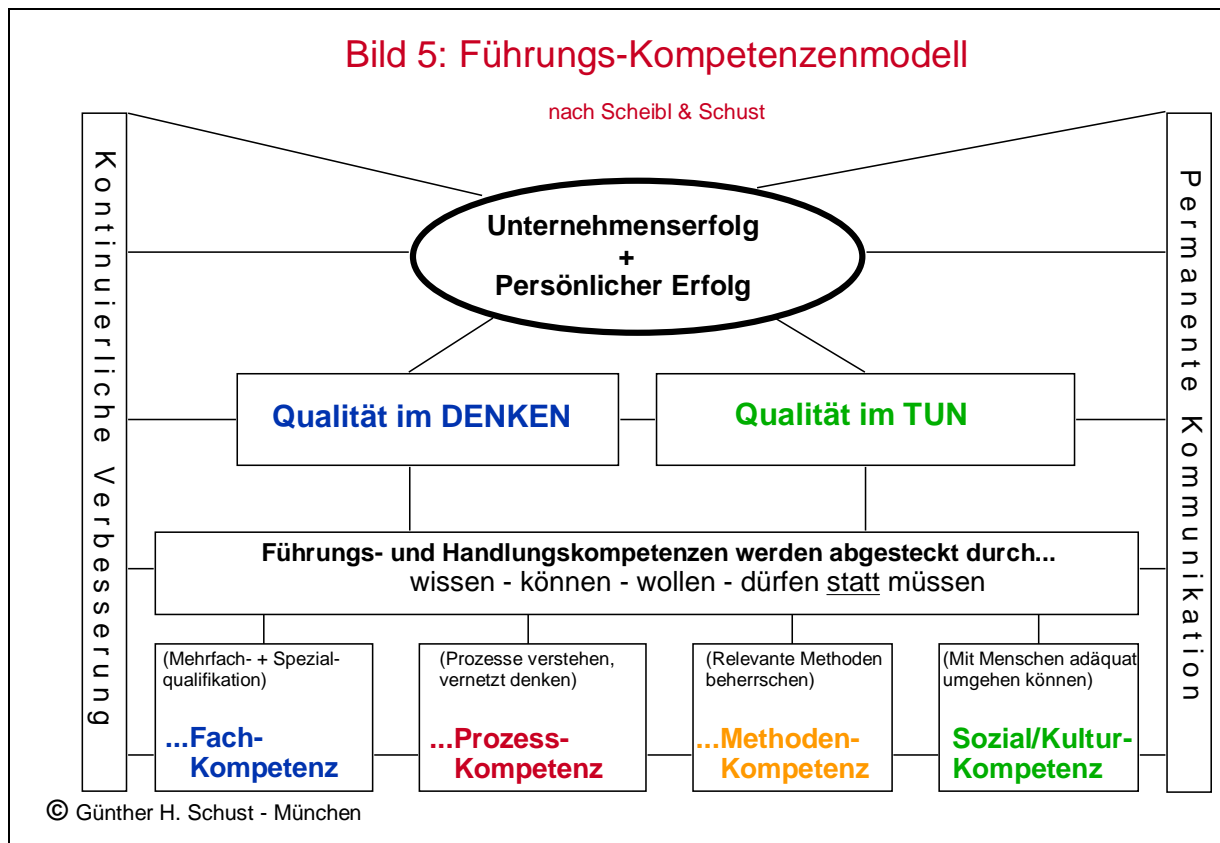 Bild 5: Führungs-Kompetenzenmodell
nach Scheibl & Schust
Kontinuierliche Verbesserung
Permanente Kommunikation
Unternehmenserfolg
+
Persönlicher Erfolg
Qualität im DENKEN
Qualität im TUN
Führungs- und Handlungskompetenzen werden abgesteckt durch...
wissen - können - wollen - dürfen statt müssen
(Mehrfach- + Spezial-
qualifikation)
...Fach-
Kompetenz
(Prozesse verstehen,
vernetzt denken)
...Prozess-
Kompetenz
(Relevante Methoden
beherrschen)
...Methoden-
Kompetenz
(Mit Menschen adäquat
umgehen können)
Sozial/Kultur-
Kompetenz
© Günther H. Schust - München